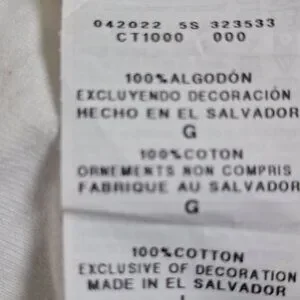 042022 5S 323533
CT1000 000
100%ALGODÓN
EXCLUYENDO DECORACIÓN
HECHO EN EL SALVADOR
G
100%COTON
ORNEMENTS NON COMPRIS
FABRIQUE AU SALVADOR
G
100%COTTON
EXCLUSIVE OF DECORATION
MADE IN EL SALVADOR